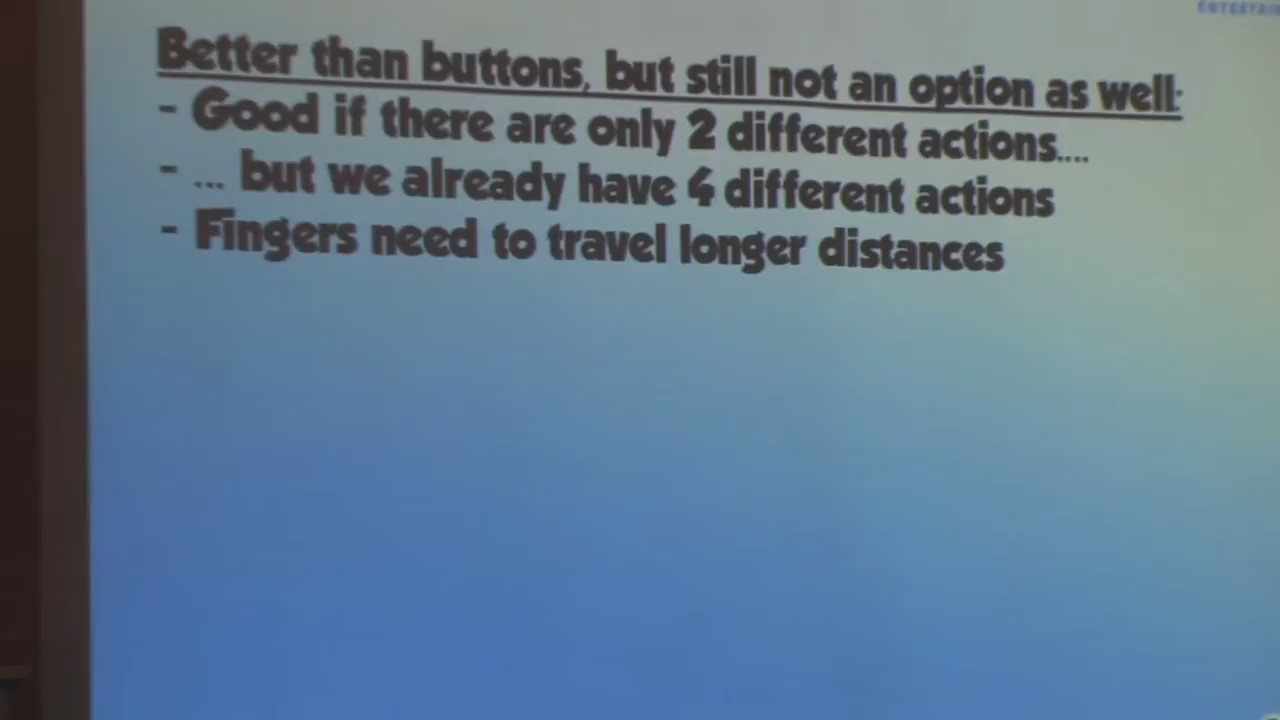 Better than buttons, but still not an option as well:
- Good if there are only 2 different actions....
- ... but we already have 4 different actions
- Fingers need to travel longer distances